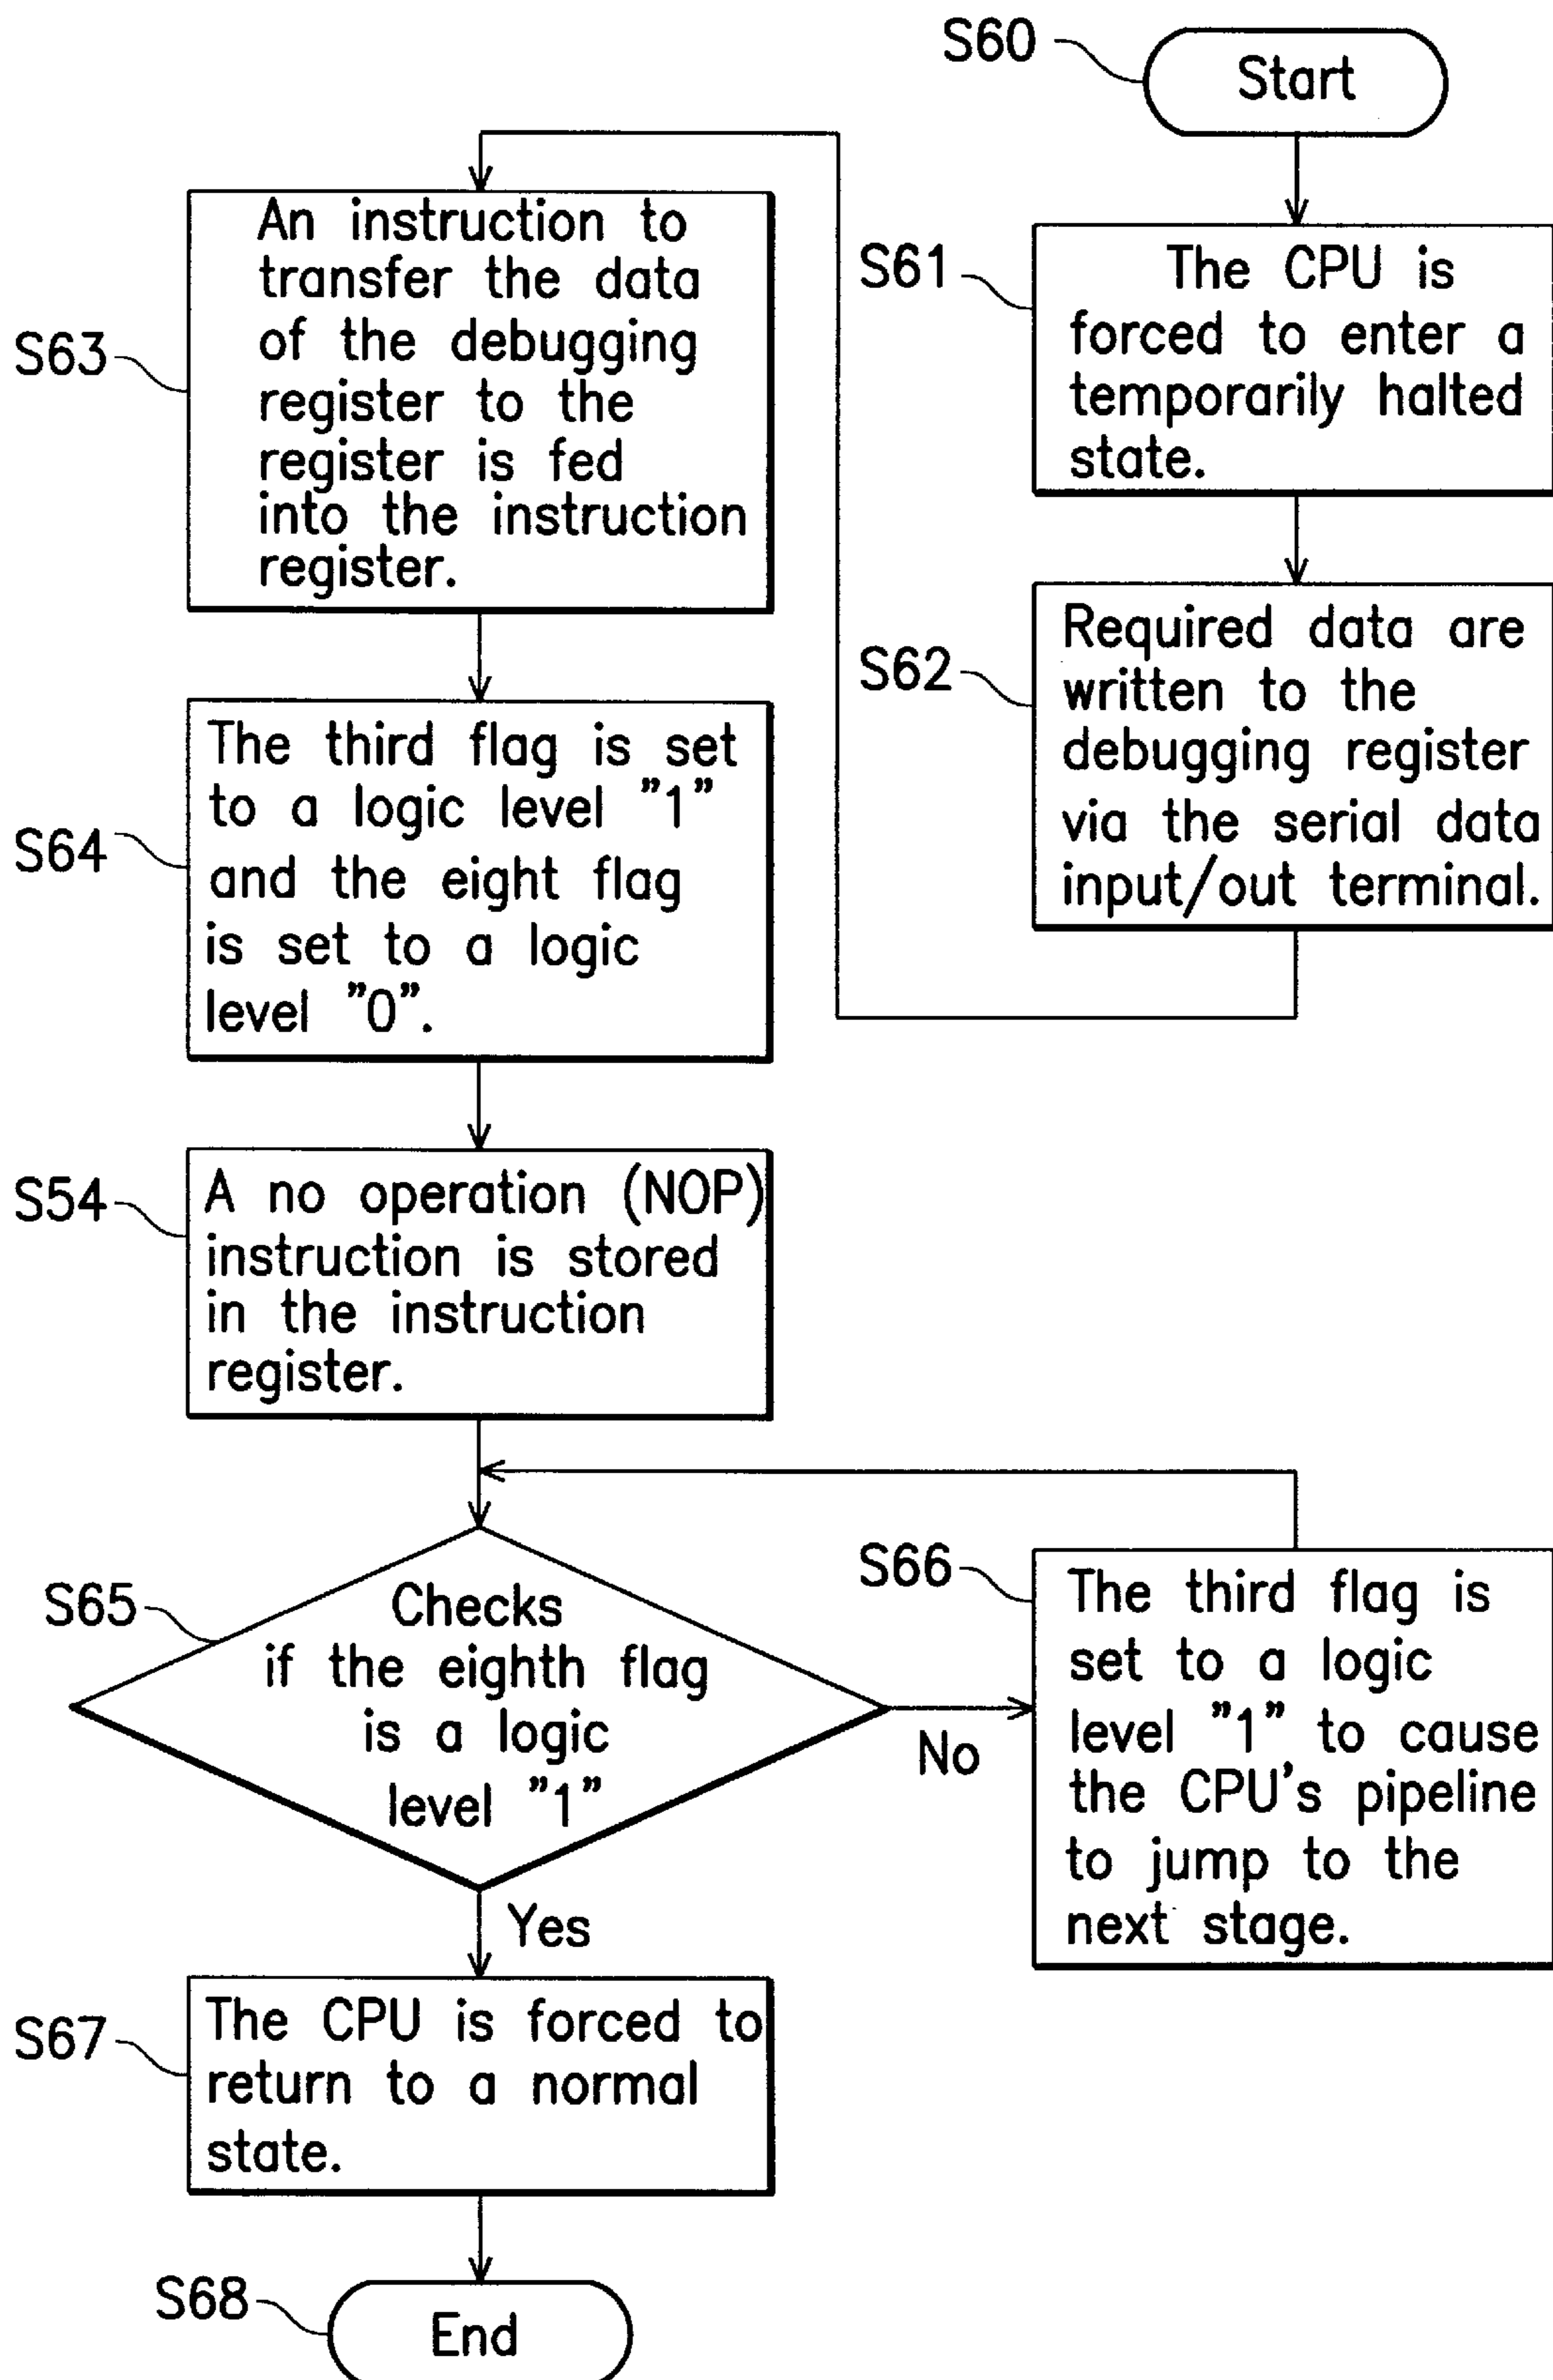 S60
Start
S61
The CPU is
forced to enter a
temporarily halted
state.
S62
Required data are
written to the
debugging register
via the serial data
input/out terminal.
S63
An instruction to
transfer the data
of the debugging
register to the
register is fed
into the instruction
register.
S64
The third flag is set
to a logic level "1"
and the eight flag
is set to a logic
level "0".
S54
A no operation (NOP)
instruction is stored
in the instruction
register.
S65
Checks
if the eighth flag
is a logic
level "1"
No
S66
The third flag is
set to a logic
level "1" to cause
the CPU's pipeline
to jump to the
next stage.
Yes
S67
The CPU is forced to
return to a normal
state.
S68
End